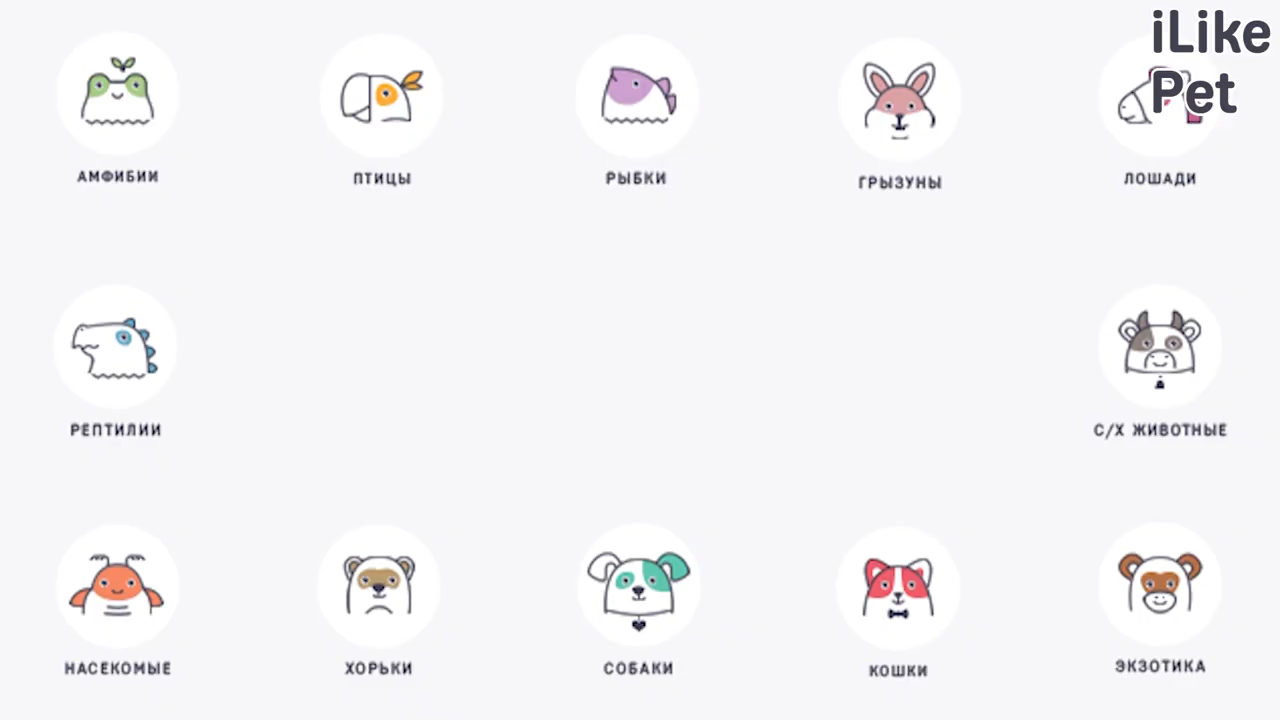 iLike
Pet
АМФИБИИ
ПТИЦЫ
РЫБКИ
ГРЫЗУНЫ
ЛОШАДИ
РЕПТИЛИИ
С/Х ЖИВОТНЫЕ
НАСЕКОМЫЕ
ХОРЬКИ
СОБАКИ
КОШКИ
ЭКЗОТИКА